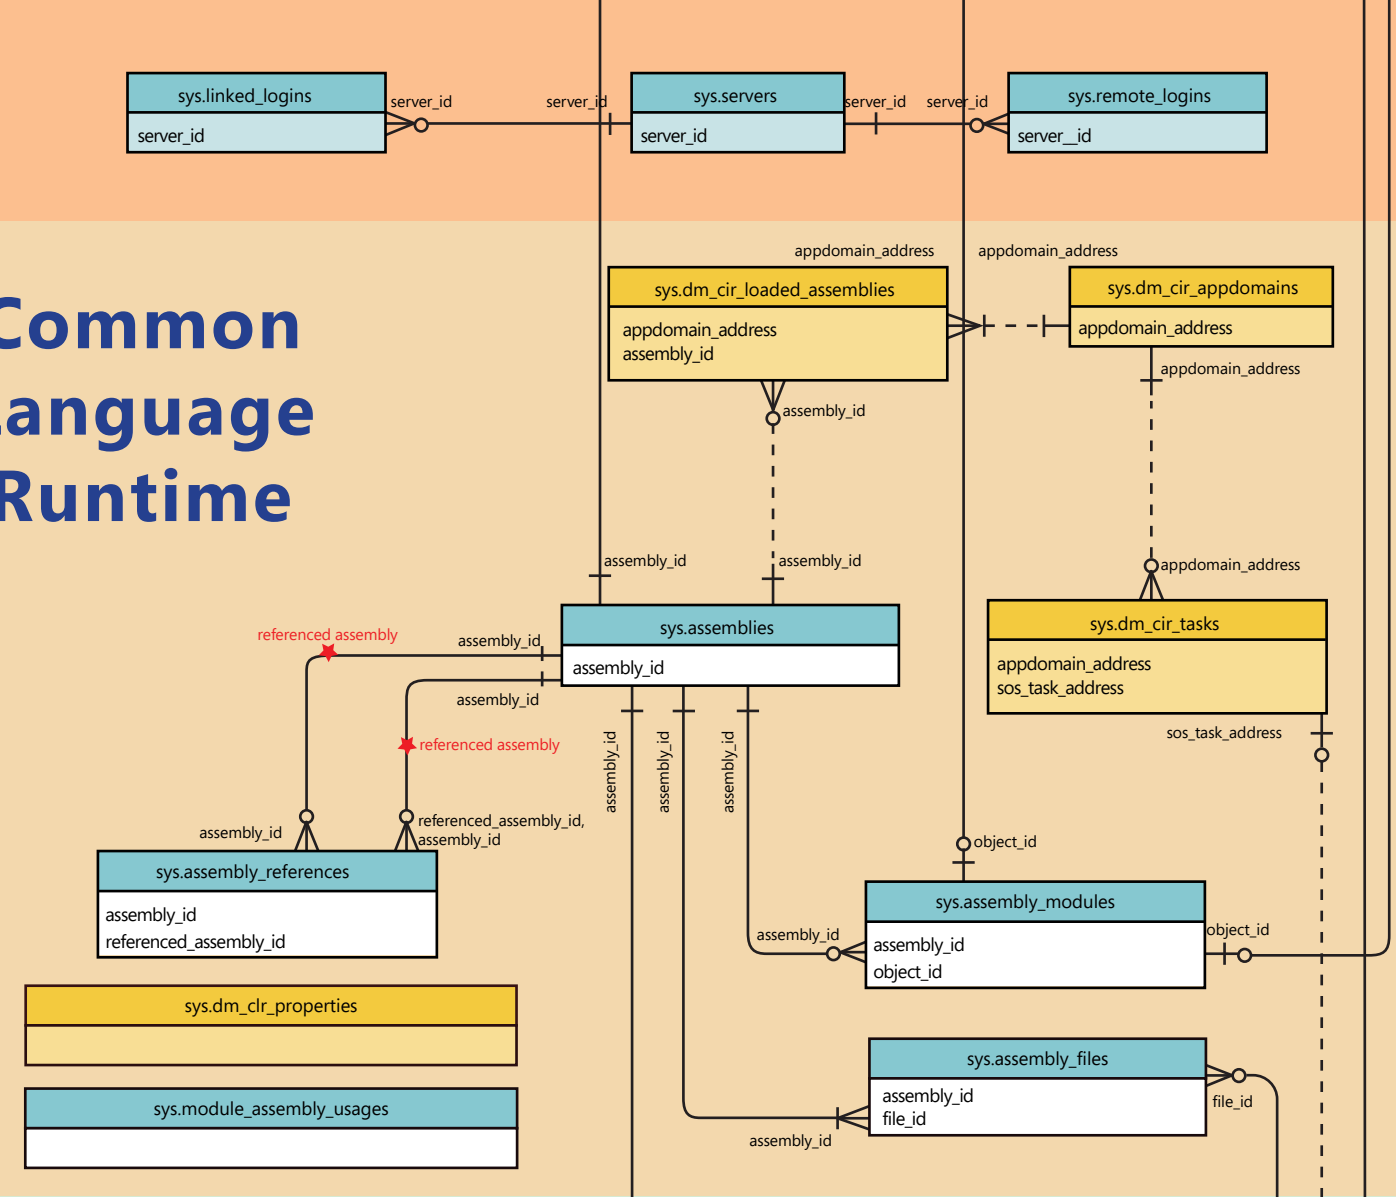 sys.linked_logins
server_id
server_id
server_id
sys.servers
server_id
server_id
server_id
sys.remote_logins
server__id
Common
Language
Runtime
appdomain_address
appdomain_address
sys.dm_cir_loaded_assemblies
appdomain_address
assembly_id
sys.dm_cir_appdomains
appdomain_address
appdomain_address
assembly_id
assembly_id
assembly_id
appdomain_address
sys.assemblies
assembly_id
sys.dm_cir_tasks
appdomain_address
sos_task_address
referenced assembly
assembly_id
assembly_id
referenced assembly
assembly_id
assembly_id
assembly_id
sos_task_address
assembly_id
referenced_assembly_id,
assembly_id
object_id
sys.assembly_references
assembly_id
referenced_assembly_id
sys.assembly_modules
assembly_id
object_id
assembly_id
object_id
sys.dm_clr_properties
sys.assembly_files
assembly_id
file_id
file_id
assembly_id
sys.module_assembly_usages